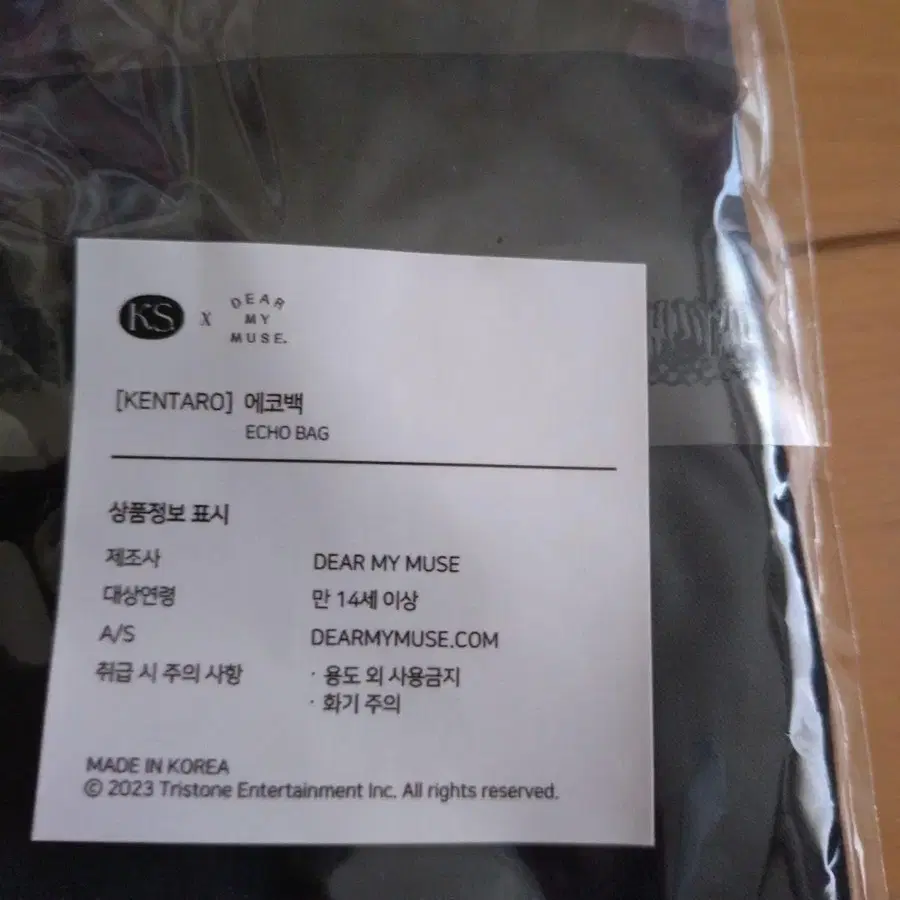 KS X DEAR MY MUSE.
[KENTARO] 에코백
ECHO BAG
상품정보 표시
제조사 DEAR MY MUSE
대상연령 만 14세 이상
A/S DEARMYMUSE.COM
취급 시 주의 사항 · 용도 외 사용금지
· 화기 주의
MADE IN KOREA
© 2023 Tristone Entertainment Inc. All rights reserved.